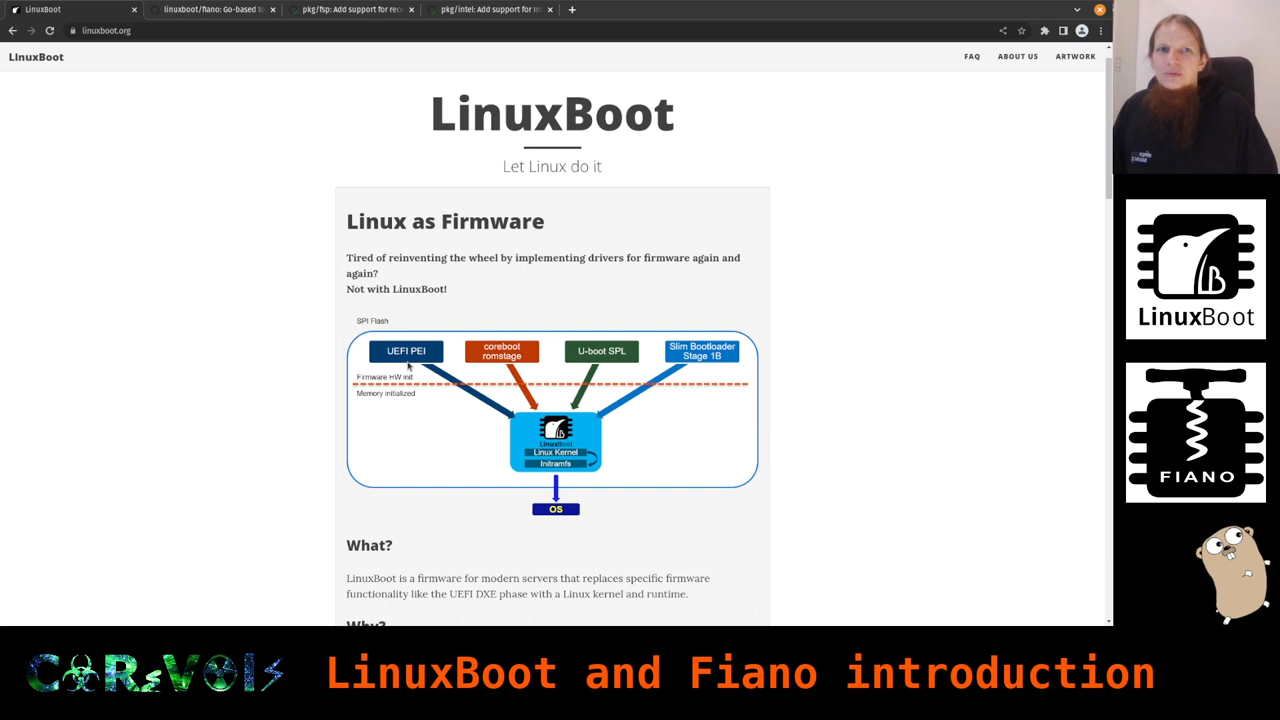 LinuxBoot
linuxboot/fiano: Go-based to
pkg/fsp: Add support for rece
pkg/intel: Add support for Int
linuxboot.org
LinuxBoot
FAQ
ABOUT US
ARTWORK
LinuxBoot
Let Linux do it
Linux as Firmware
Tired of reinventing the wheel by implementing drivers for firmware again and
again?
Not with LinuxBoot!
SPI Flash
UEFI PEI
coreboot
romstage
U-boot SPL
Slim Bootloader
Stage 1B
Firmware HW init
Memory initialized
LinuxBoot
Linux Kernel
Initramfs
OS
What?
LinuxBoot is a firmware for modern servers that replaces specific firmware
functionality like the UEFI DXE phase with a Linux kernel and runtime.
Why?
LB
LinuxBoot
FIANO
LinuxBoot and Fiano introduction